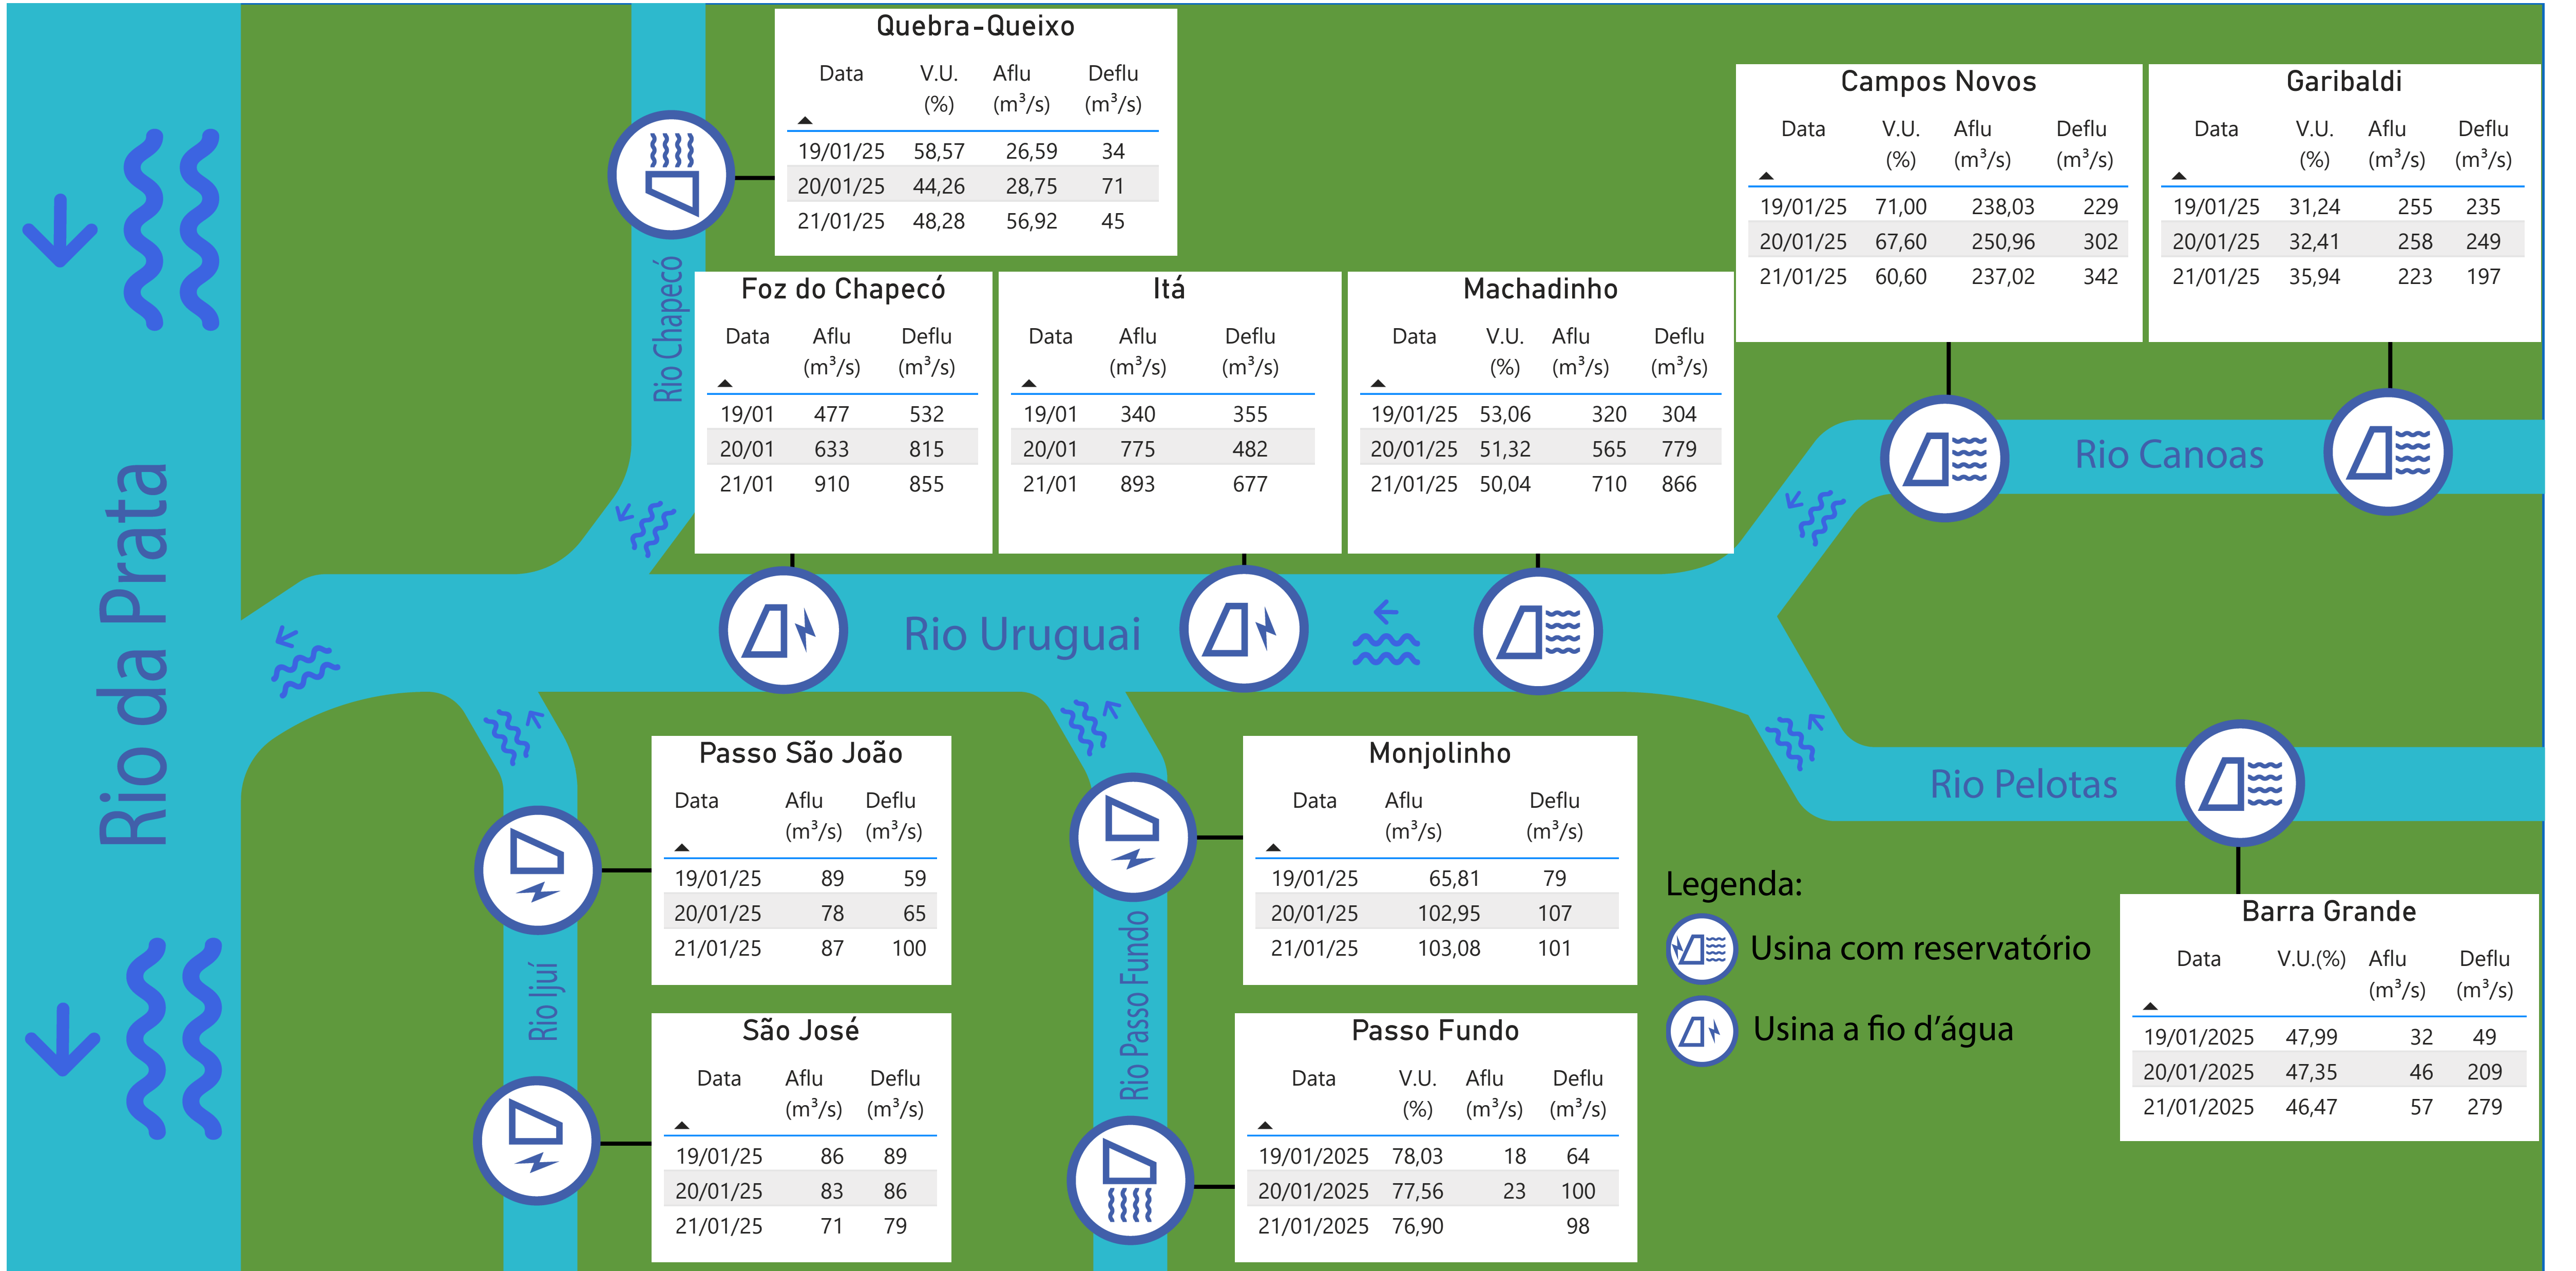 Quebra-Queixo
Data V.U. (%) Aflu (m³/s) Deflu (m³/s)
19/01/25 58,57 26,59 34
20/01/25 44,26 28,75 71
21/01/25 48,28 56,92 45
Campos Novos
Data V.U. (%) Aflu (m³/s) Deflu (m³/s)
19/01/25 71,00 238,03 229
20/01/25 67,60 250,96 302
21/01/25 60,60 237,02 342
Garibaldi
Data V.U. (%) Aflu (m³/s) Deflu (m³/s)
19/01/25 31,24 255 235
20/01/25 32,41 258 249
21/01/25 35,94 223 197
Rio Chapecó
Foz do Chapecó
Data Aflu (m³/s) Deflu (m³/s)
19/01 477 532
20/01 633 815
21/01 910 855
Itá
Data Aflu (m³/s) Deflu (m³/s)
19/01 340 355
20/01 775 482
21/01 893 677
Machadinho
Data V.U. (%) Aflu (m³/s) Deflu (m³/s)
19/01/25 53,06 320 304
20/01/25 51,32 565 779
21/01/25 50,04 710 866
Rio Canoas
Rio da Prata
Rio Uruguai
Rio Pelotas
Passo São João
Data Aflu (m³/s) Deflu (m³/s)
19/01/25 89 59
20/01/25 78 65
21/01/25 87 100
Monjolinho
Data Aflu (m³/s) Deflu (m³/s)
19/01/25 65,81 79
20/01/25 102,95 107
21/01/25 103,08 101
Rio Ijuí
Rio Passo Fundo
São José
Data Aflu (m³/s) Deflu (m³/s)
19/01/25 86 89
20/01/25 83 86
21/01/25 71 79
Passo Fundo
Data V.U. (%) Aflu (m³/s) Deflu (m³/s)
19/01/2025 78,03 18 64
20/01/2025 77,56 23 100
21/01/2025 76,90 98
Legenda:
Usina com reservatório
Usina a fio d’água
Barra Grande
Data V.U.(%) Aflu (m³/s) Deflu (m³/s)
19/01/2025 47,99 32 49
20/01/2025 47,35 46 209
21/01/2025 46,47 57 279